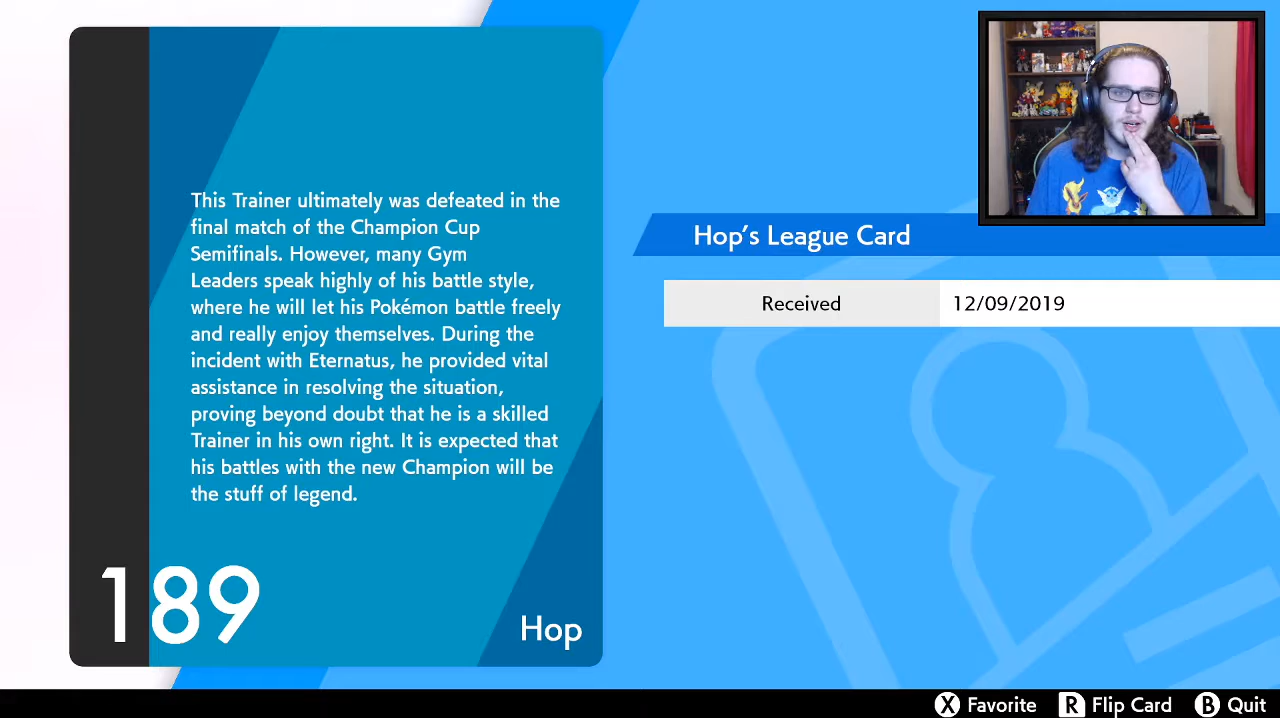 This Trainer ultimately was defeated in the
final match of the Champion Cup
Semifinals. However, many Gym
Leaders speak highly of his battle style,
where he will let his Pokémon battle freely
and really enjoy themselves. During the
incident with Eternatus, he provided vital
assistance in resolving the situation,
proving beyond doubt that he is a skilled
Trainer in his own right. It is expected that
his battles with the new Champion will be
the stuff of legend.
189
Hop
Hop's League Card
Received 12/09/2019
X Favorite R Flip Card B Quit